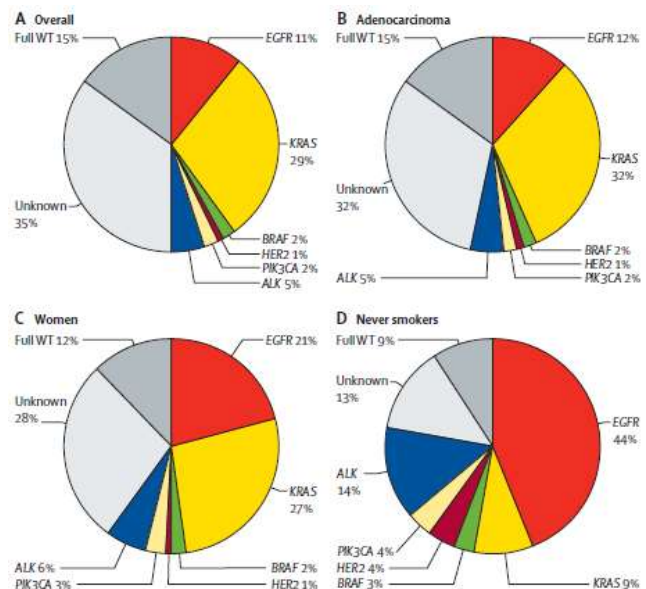 A Overall
Full WT 15%
EGFR 11%
KRAS
29%
Unknown
35%
BRAF 2%
HER2 1%
PIK3CA 2%
ALK 5%
B Adenocarcinoma
Full WT 15%
EGFR 12%
KRAS
32%
Unknown
32%
BRAF 2%
HER2 1%
PIK3CA 2%
ALK 5%
C Women
Full WT 12%
EGFR 21%
Unknown
28%
KRAS
27%
ALK 6%
PIK3CA 3%
BRAF 2%
HER2 1%
D Never smokers
Full WT 9%
Unknown
13%
EGFR
44%
ALK
14%
PIK3CA 4%
HER2 4%
BRAF 3%
KRAS 9%